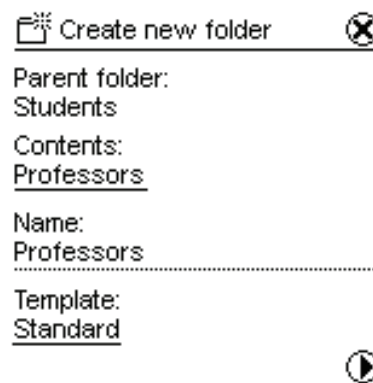 Create new folder
Parent folder:
Students
Contents:
Professors
Name:
Professors
Template:
Standard